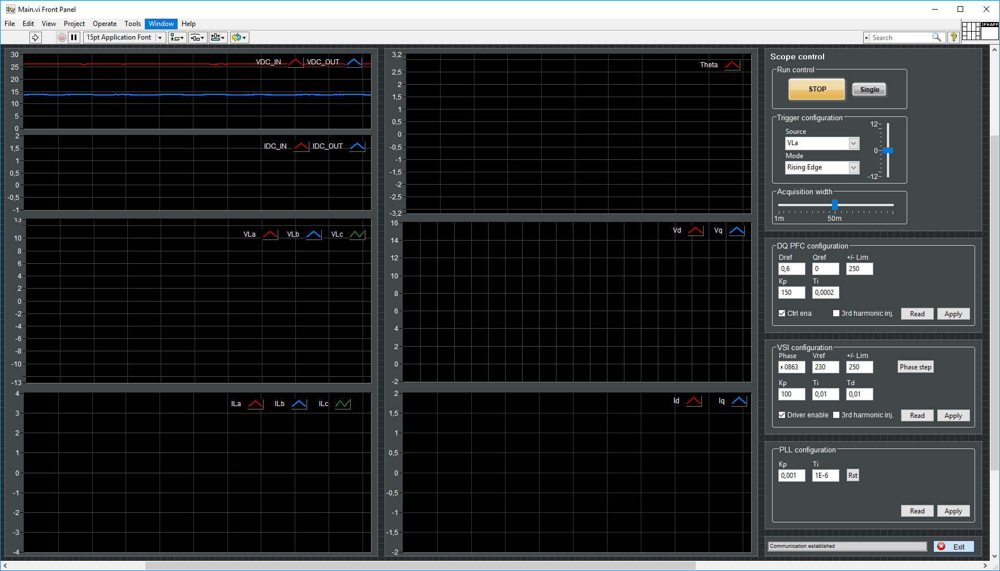 Main.vi Front Panel
File Edit View Project Operate Tools Window Help
15pt Application Font
Search
?
3PHAPP
30
25
20
15
10
5
0
VDC_IN VDC_OUT
2
1,5
1
0,5
0
-0,5
-1
IDC_IN IDC_OUT
13
10
8
6
4
2
0
-2
-4
-6
-8
-10
-13
VLa VLb VLc
4
3
2
1
0
-1
-2
-3
-4
ILa ILb ILc
3,2
2,5
2
1,5
1
0,5
0
-0,5
-1
-1,5
-2
-2,5
-3,2
Theta
16
14
12
10
8
6
4
2
0
-2
Vd Vq
2
1,5
1
0,5
0
-0,5
-1
-1,5
-2
Id Iq
Scope control
Run control
STOP Single
Trigger configuration
Source
VLa
Mode
Rising Edge
12
0
-12
Acquisition width
1m 50m
DQ PFC configuration
Dref Qref +/- Lim
0,6 0 250
Kp Ti
150 0,0002
Ctrl ena 3rd harmonic inj. Read Apply
VSI configuration
Phase Vref +/- Lim
x 0863 230 250 Phase step
Kp Ti Td
100 0,01 0,01
Driver enable 3rd harmonic inj. Read Apply
PLL configuration
Kp Ti
0,001 1E-6 Rst
Read Apply
Communication established Exit